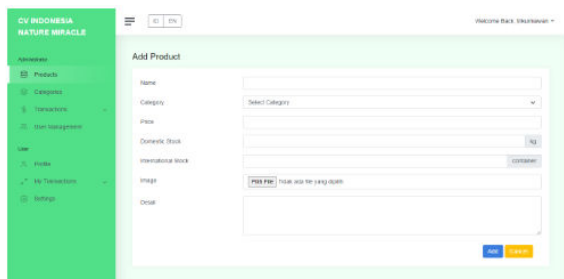 CV INDONESIA
NATURE MIRACLE
ID EN
Welcome Back, Irkurniawan
Administrator
Products
Categories
Transactions
User Management
User
Profile
My Transactions
Settings
Add Product
Name
Category
Select Category
Price
Domestic Stock
kg
International Stock
container
Image
Pilih File Tidak ada file yang dipilih
Detail
Add Cancel